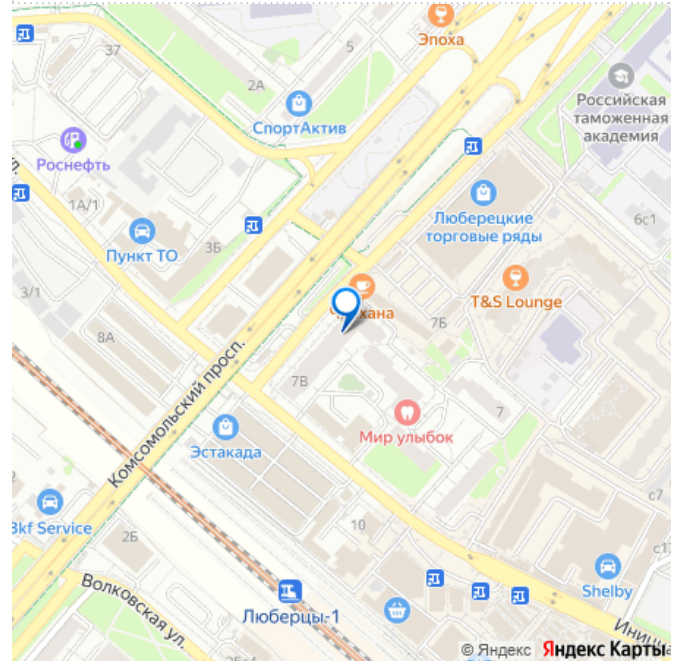 Эпоха
37
5
2А
СпортАктив
Российская
таможенная
академия
Роснефть
1А/1
Люберецкие
торговые ряды
6с1
3Б
Пункт ТО
3/1
T&S Lounge
7Б
8А
7В
Комсомольский просп.
7
Мир улыбок
Эстакада
с7
10
3kf Service
2Б
Shelby
Волковская ул.
Люберцы-1
© Яндекс Яндекс Карты